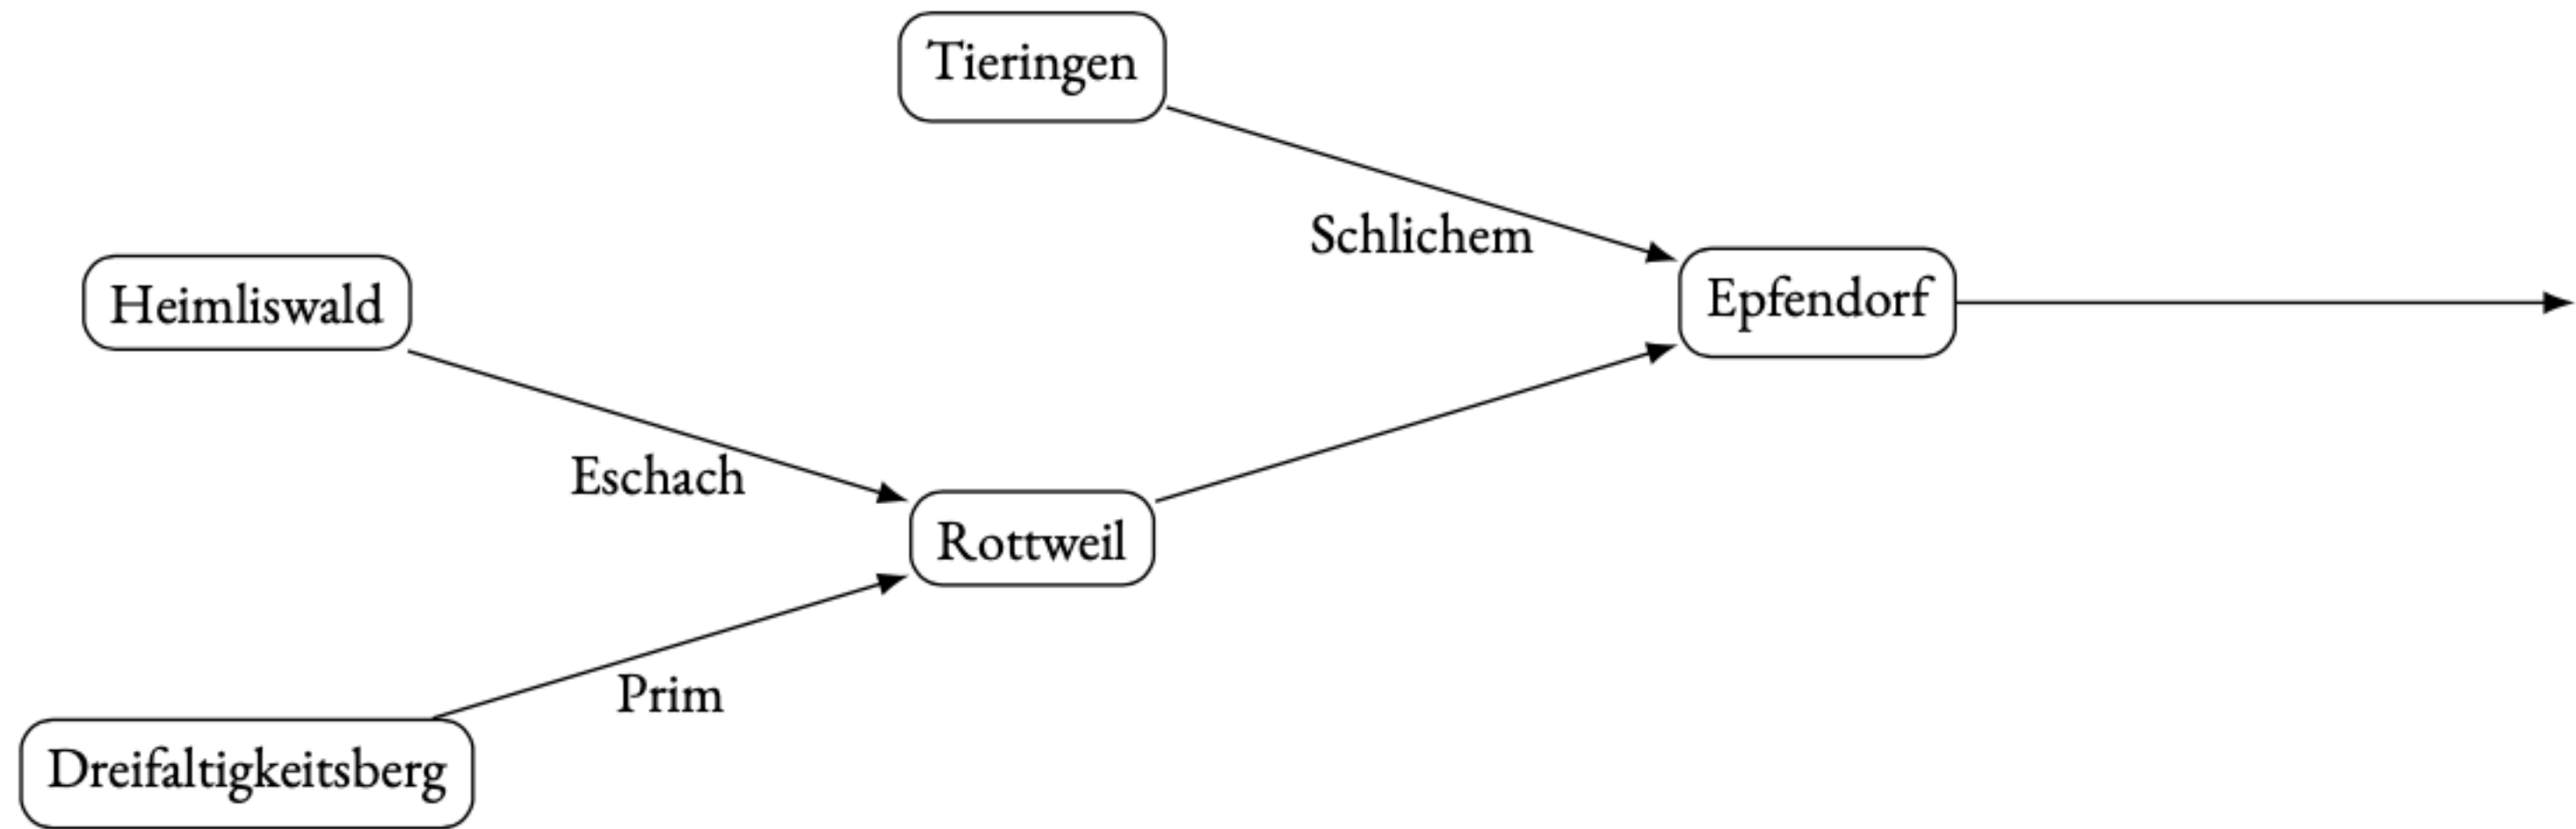 Tieringen
Schlichem
Heimliswald
Epfendorf
Eschach
Rottweil
Prim
Dreifaltigkeitsberg